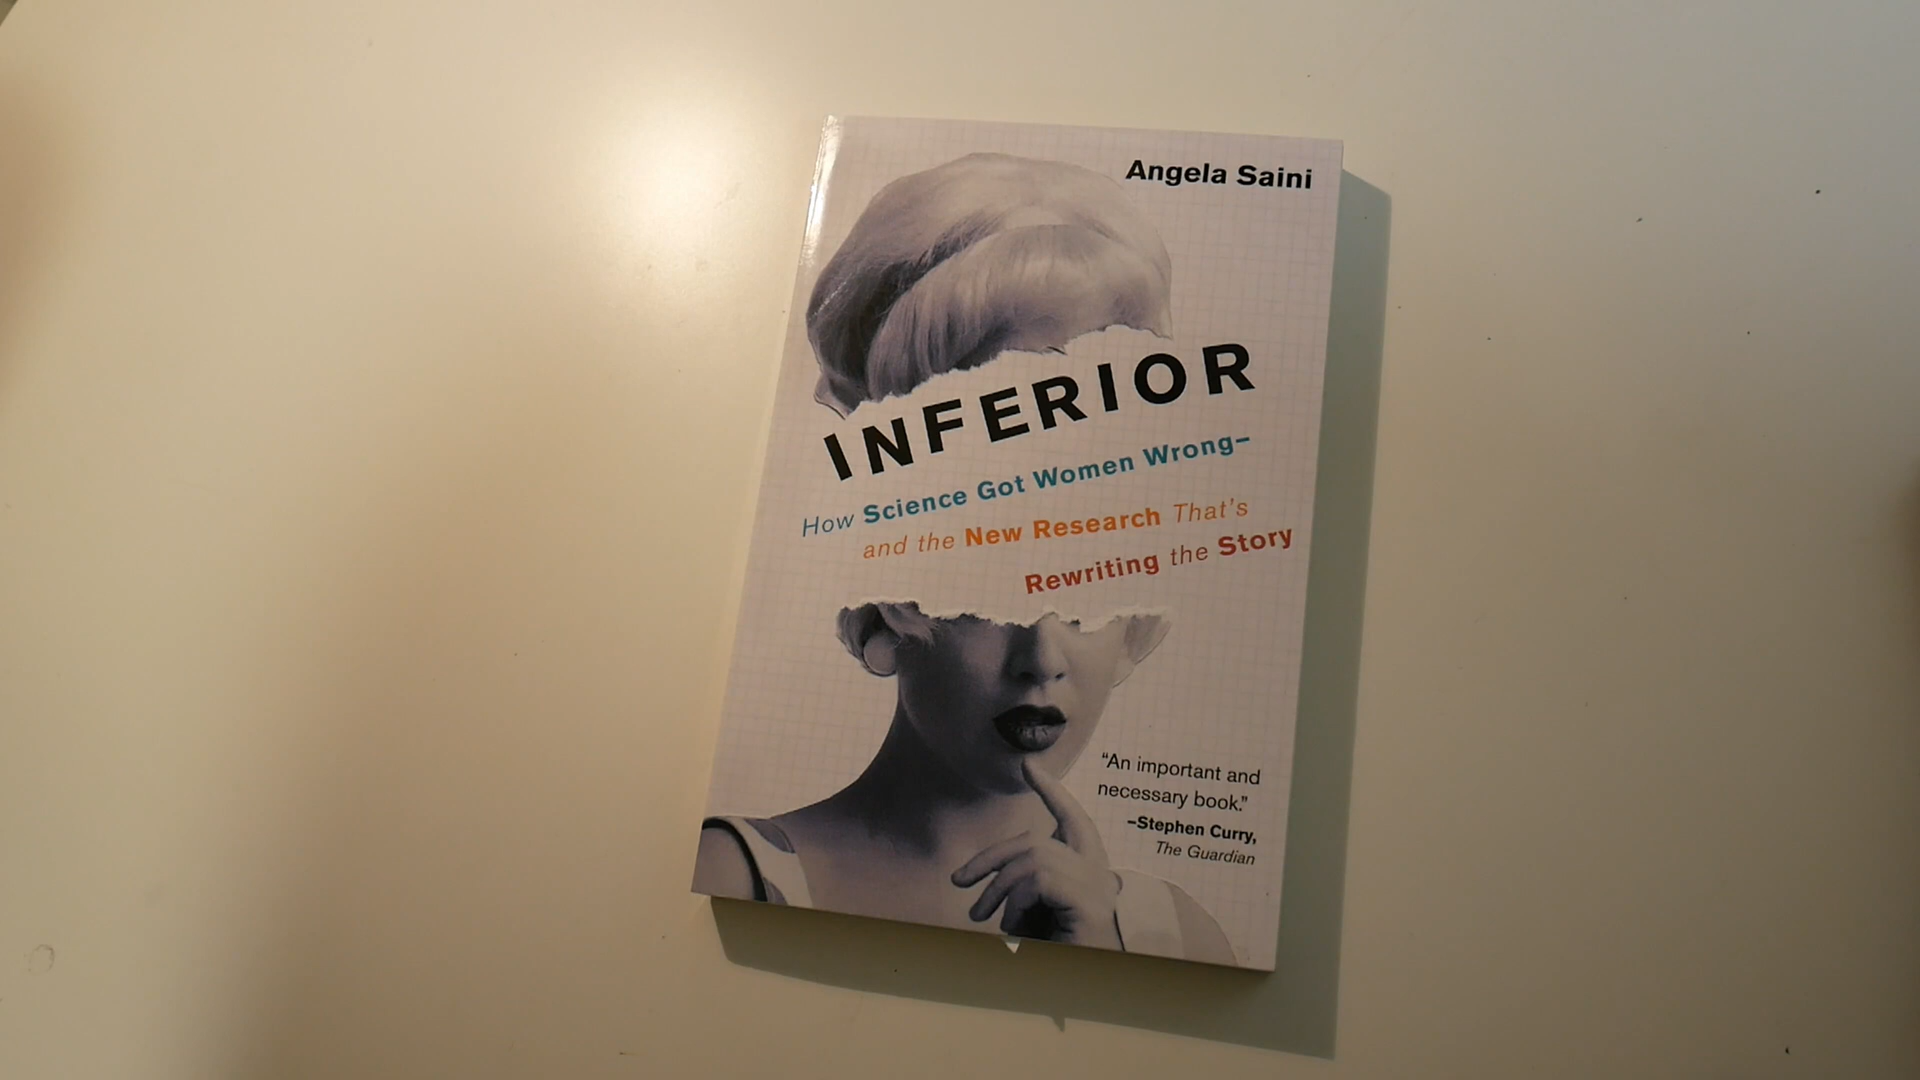 Angela Saini
INFERIOR
How Science Got Women Wrong–
and the New Research That's
Rewriting the Story
“An important and
necessary book.”
–Stephen Curry,
The Guardian